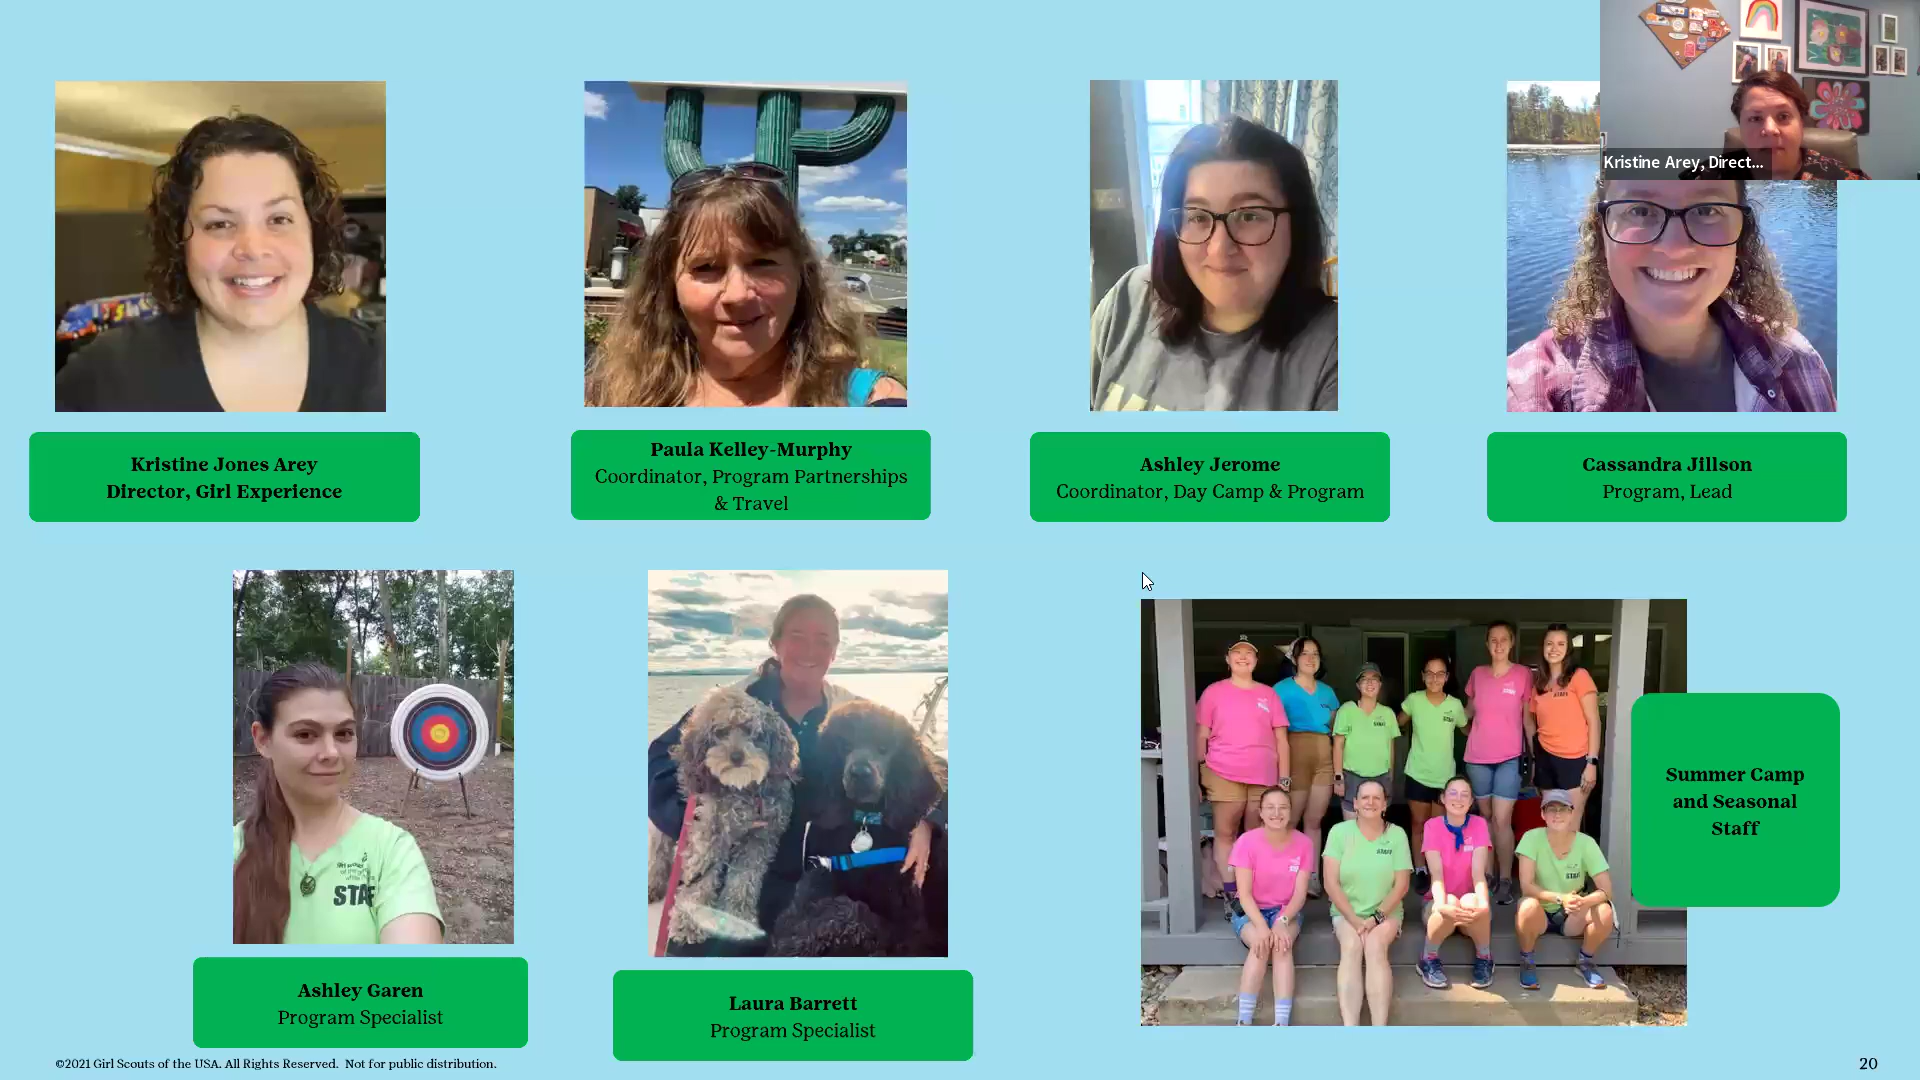 Kristine Arey, Direct...
Kristine Jones Arey
Director, Girl Experience
Paula Kelley-Murphy
Coordinator, Program Partnerships
& Travel
Ashley Jerome
Coordinator, Day Camp & Program
Cassandra Jillson
Program, Lead
STAF
STAFF
Summer Camp
and Seasonal
Staff
Ashley Garen
Program Specialist
Laura Barrett
Program Specialist
©2021 Girl Scouts of the USA. All Rights Reserved. Not for public distribution.
20